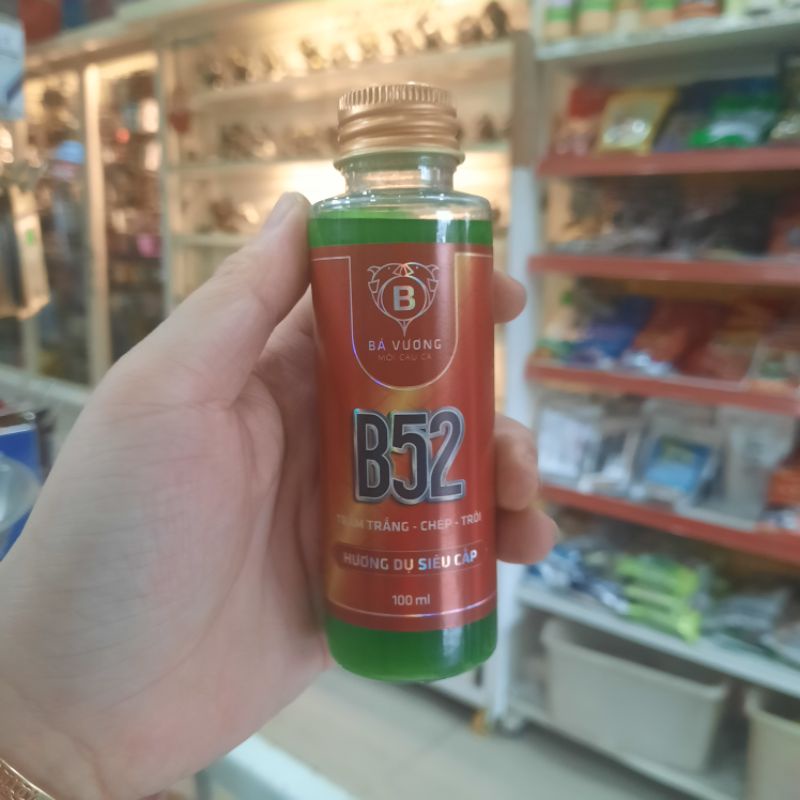 B
BÁ VƯƠNG
MỒI CÂU CÁ
B52
TRẮM TRẮNG - CHÉP - TRÔI
HƯƠNG DỤ SIÊU CẤP
100 ml